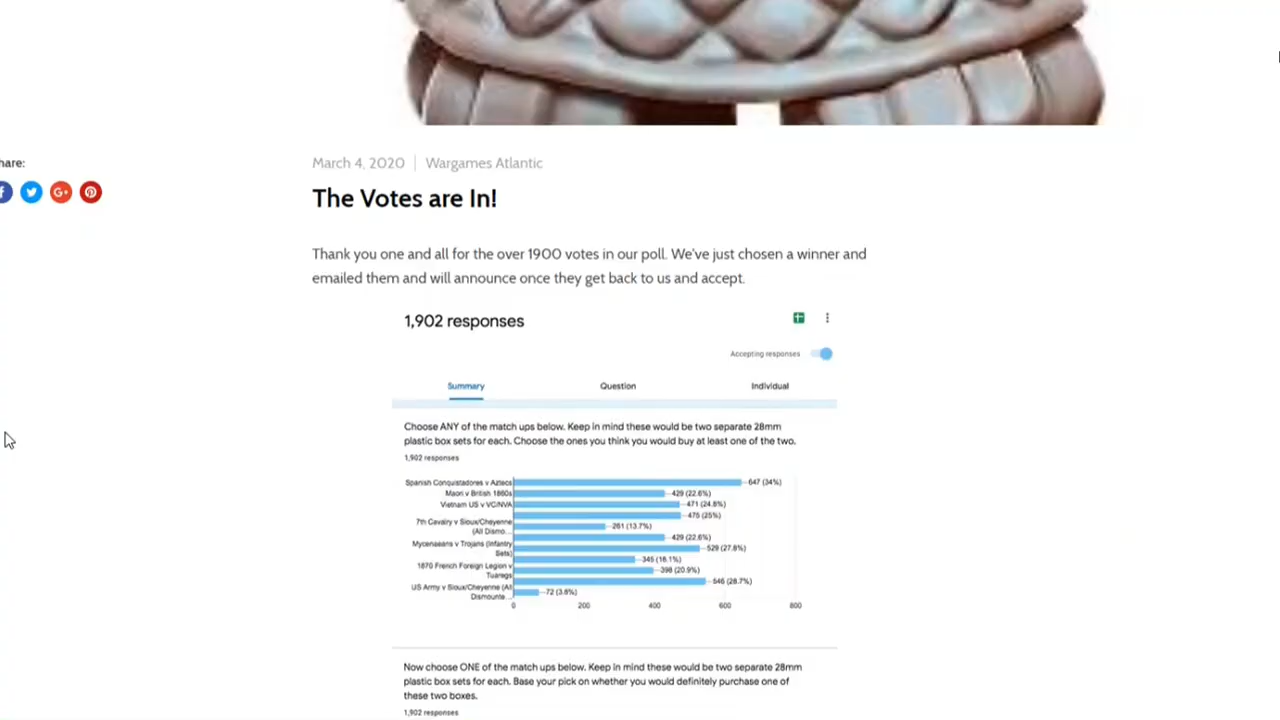 hare:
March 4, 2020 | Wargames Atlantic
The Votes are In!
Thank you one and all for the over 1900 votes in our poll. We've just chosen a winner and
emailed them and will announce once they get back to us and accept.
1,902 responses
Accepting responses
Summary Question Individual
Choose ANY of the match ups below. Keep in mind these would be two separate 28mm
plastic box sets for each. Choose the ones you think you would buy at least one of the two.
1,902 responses
Spanish Conquistadores v Aztecs 647 (34%)
Maori v British 1860s 429 (22.6%)
Vietnam US v VC/NVA 471 (24.8%)
475 (25%)
7th Cavalry v Sioux/Cheyenne
(All Dismo... 261 (13.7%)
429 (22.6%)
Mycenaeans v Trojans (Infantry
Sets) 529 (27.8%)
345 (18.1%)
1870 French Foreign Legion v
Tuaregs 398 (20.9%)
546 (28.7%)
US Army v Sioux/Cheyenne (All
Dismounte... 72 (3.8%)
0 200 400 600 800
Now choose ONE of the match ups below. Keep in mind these would be two separate 28mm
plastic box sets for each. Base your pick on whether you would definitely purchase one of
these two boxes.
1,902 responses